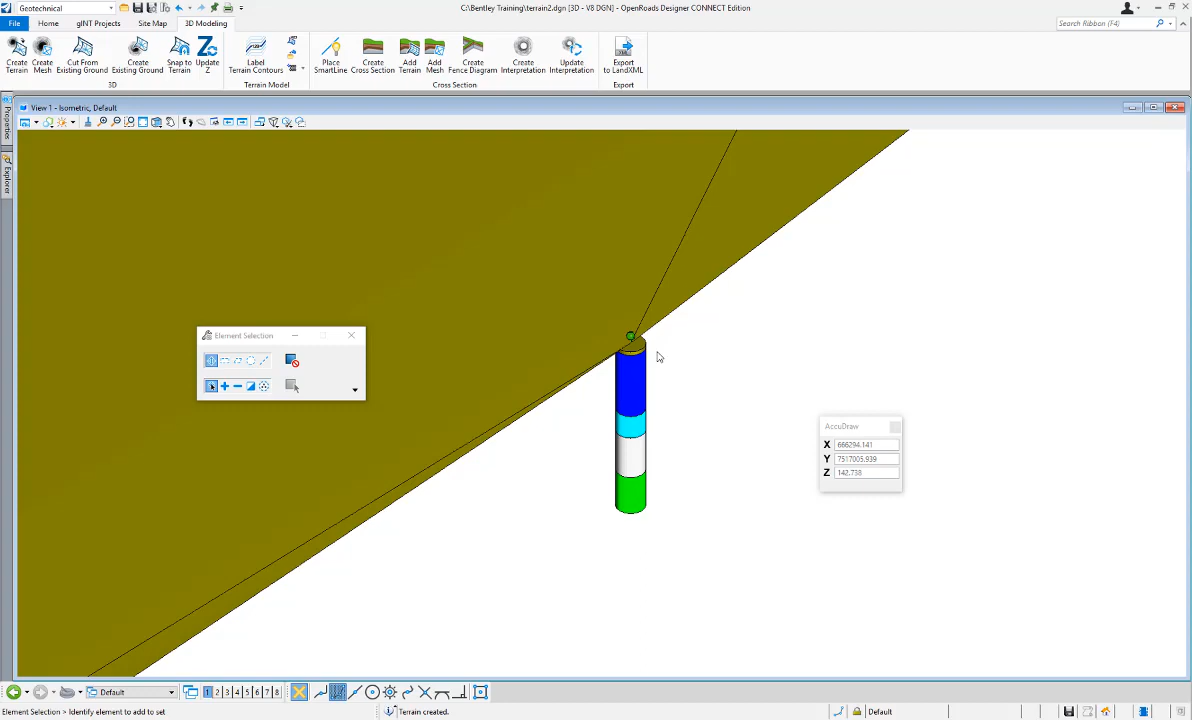 Geotechnical
C:\Bentley Training\terrain2.dgn [3D - V8 DGN] - OpenRoads Designer CONNECT Edition
File Home gINT Projects Site Map 3D Modeling
Search Ribbon (F4)
Create Terrain
Create Mesh
Cut From Existing Ground
Create Existing Ground
Snap to Terrain
Update Z
Label Terrain Contours
Place SmartLine
Create Cross Section
Add Terrain
Add Mesh
Create Fence Diagram
Create Interpretation
Update Interpretation
Export to LandXML
3D Terrain Model Cross Section Export
View 1 - Isometric, Default
Properties
Explorer
Element Selection
AccuDraw
X 666294.141
Y 7517005.939
Z 142.738
Default
1 2 3 4 5 6 7 8
Element Selection > Identify element to add to set
Terrain created.
Default